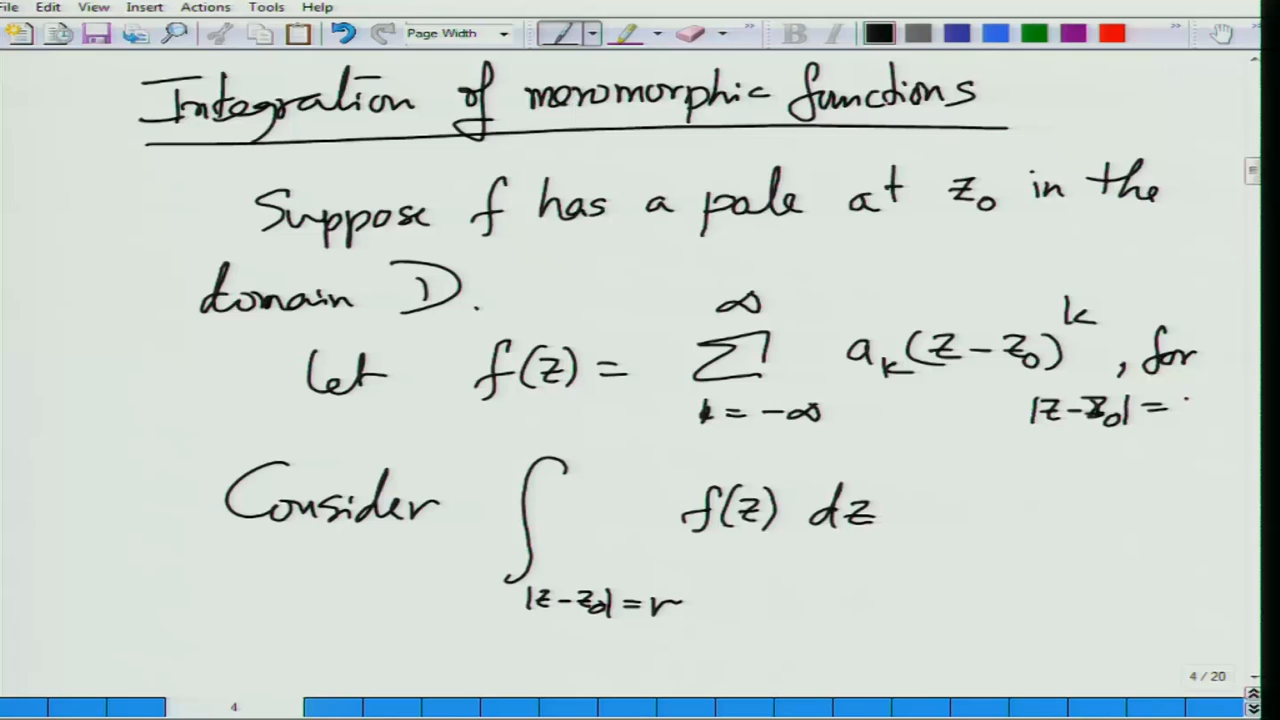 File Edit View Insert Actions Tools Help
Page Width
Integration of meromorphic functions
Suppose f has a pole at z₀ in the
domain D.
Let f(z) = ∑_{k=-∞}^{∞} a_k (z-z₀)^k, for
|z-z₀| =
Consider ∫_{|z-z₀|=r} f(z) dz
4 / 20
4